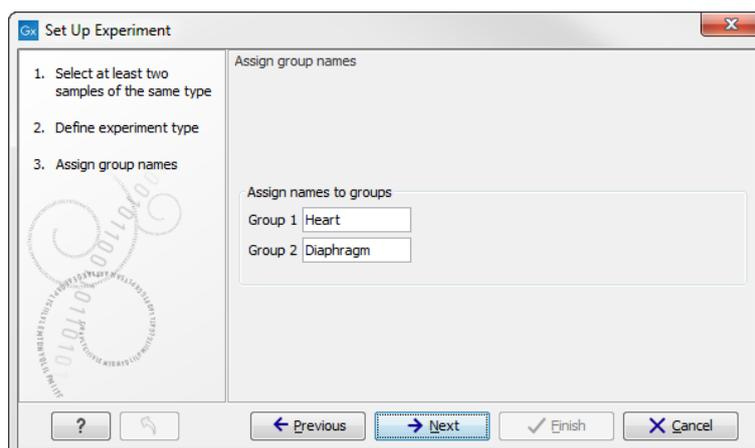 Gx Set Up Experiment
X
1. Select at least two
samples of the same type
2. Define experiment type
3. Assign group names
Assign group names
Assign names to groups
Group 1 Heart
Group 2 Diaphragm
? Previous Next Finish Cancel